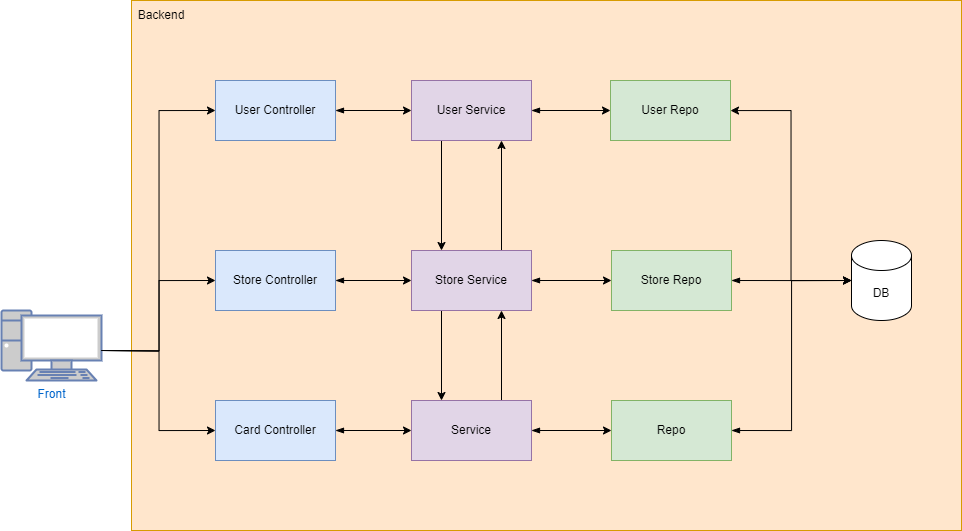 Backend
User Controller
User Service
User Repo
Store Controller
Store Service
Store Repo
DB
Front
Card Controller
Service
Repo